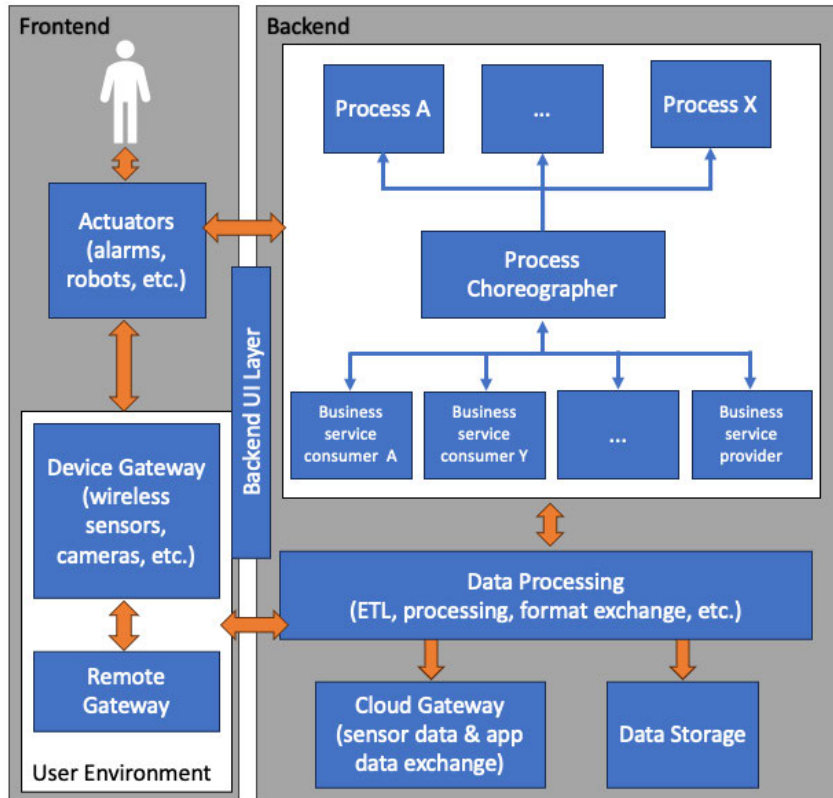 Frontend
Actuators
(alarms,
robots, etc.)
Device Gateway
(wireless
sensors,
cameras, etc.)
Remote
Gateway
User Environment
Backend UI Layer
Backend
Process A
...
Process X
Process
Choreographer
Business
service
consumer  A
Business
service
consumer Y
...
Business
service
provider
Data Processing
(ETL, processing, format exchange, etc.)
Cloud Gateway
(sensor data & app
data exchange)
Data Storage